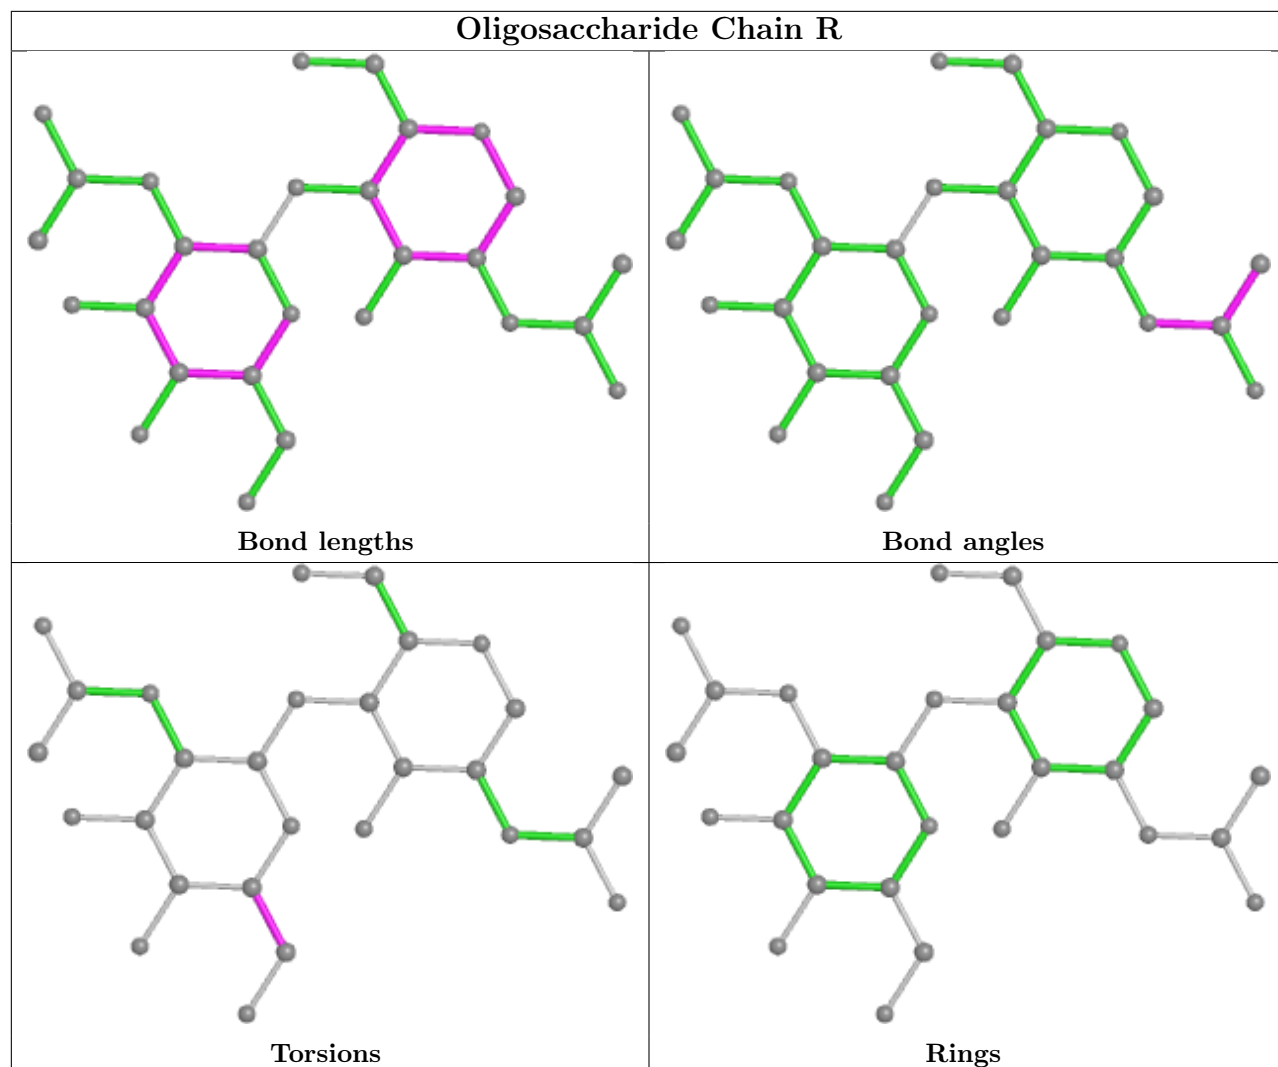 Oligosaccharide Chain R
Bond lengths
Bond angles
Torsions
Rings